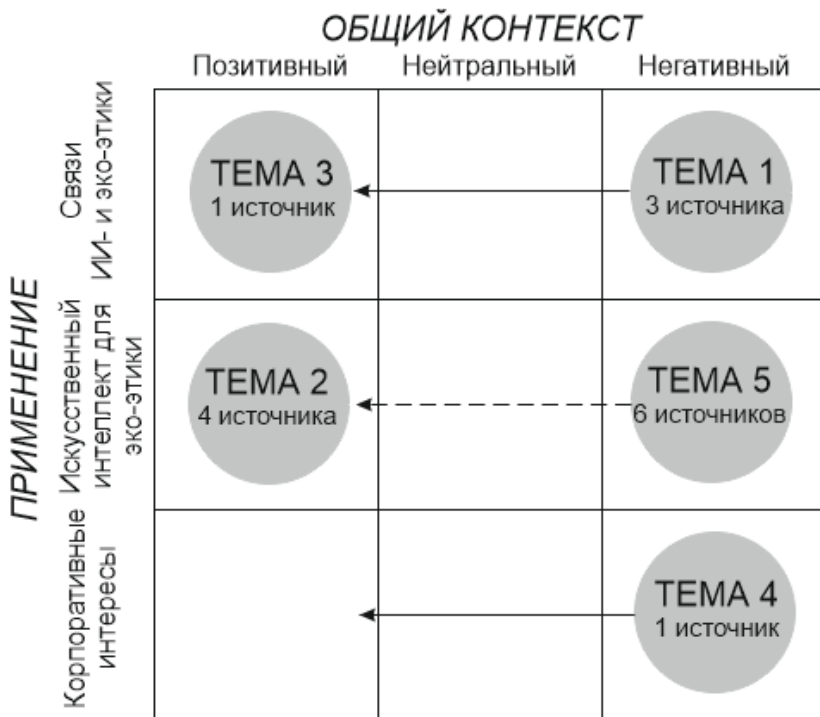 ОБЩИЙ КОНТЕКСТ
Позитивный Нейтральный Негативный
ПРИМЕНЕНИЕ
Связи
ИИ- и эко-этики
ТЕМА 3
1 источник
ТЕМА 1
3 источника
Искусственный
интеллект для
эко-этики
ТЕМА 2
4 источника
ТЕМА 5
6 источников
Корпоративные
интересы
ТЕМА 4
1 источник